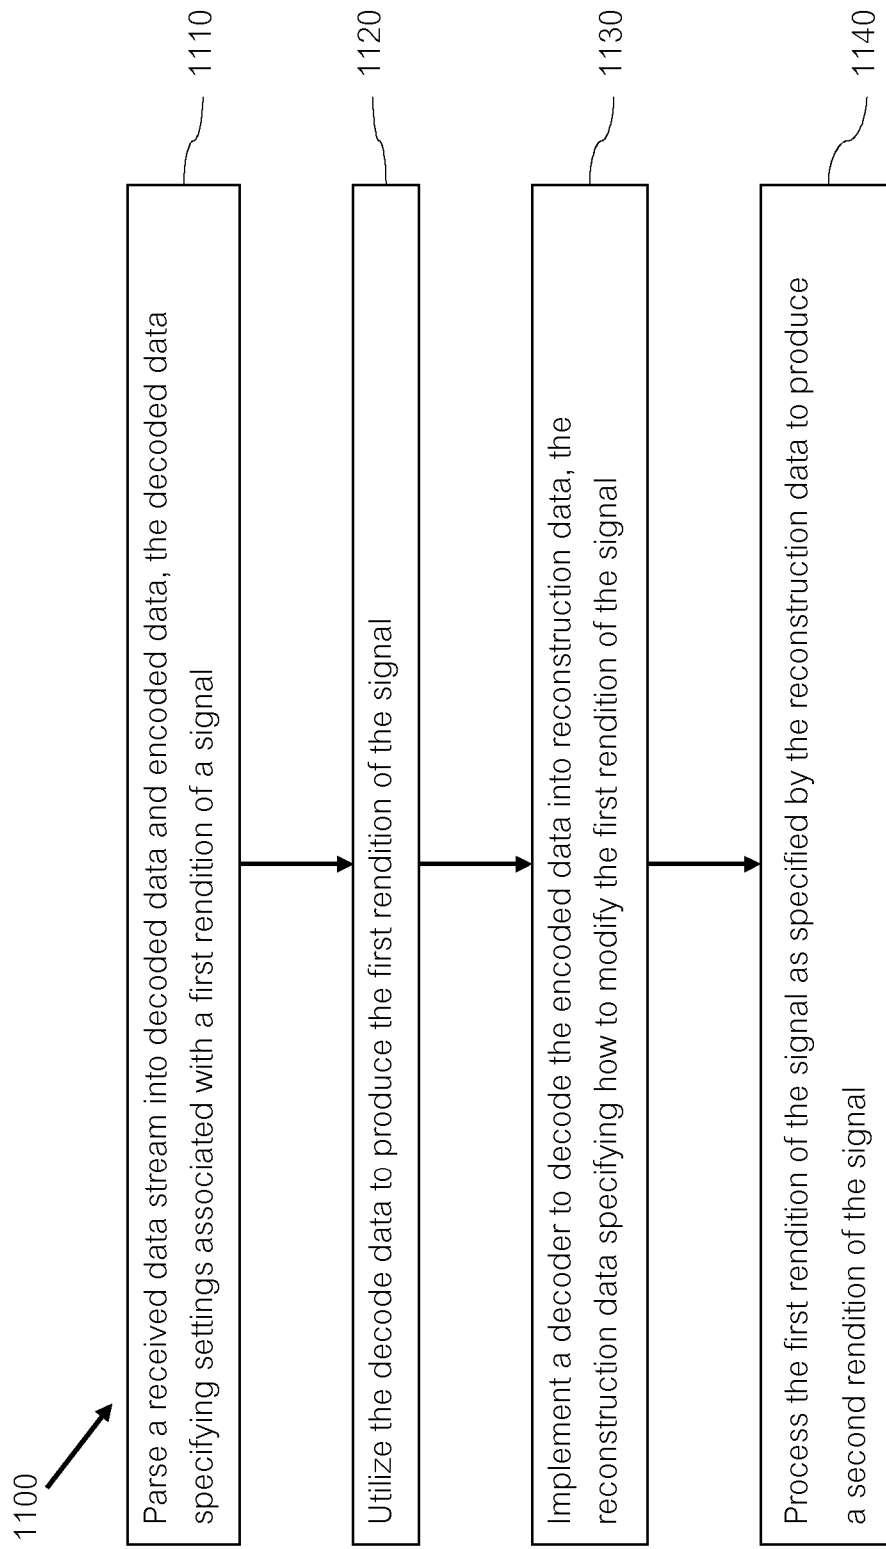 1100
Parse a received data stream into decoded data and encoded data, the decoded data
specifying settings associated with a first rendition of a signal
1110
Utilize the decode data to produce the first rendition of the signal
1120
Implement a decoder to decode the encoded data into reconstruction data, the
reconstruction data specifying how to modify the first rendition of the signal
1130
Process the first rendition of the signal as specified by the reconstruction data to produce
a second rendition of the signal
1140